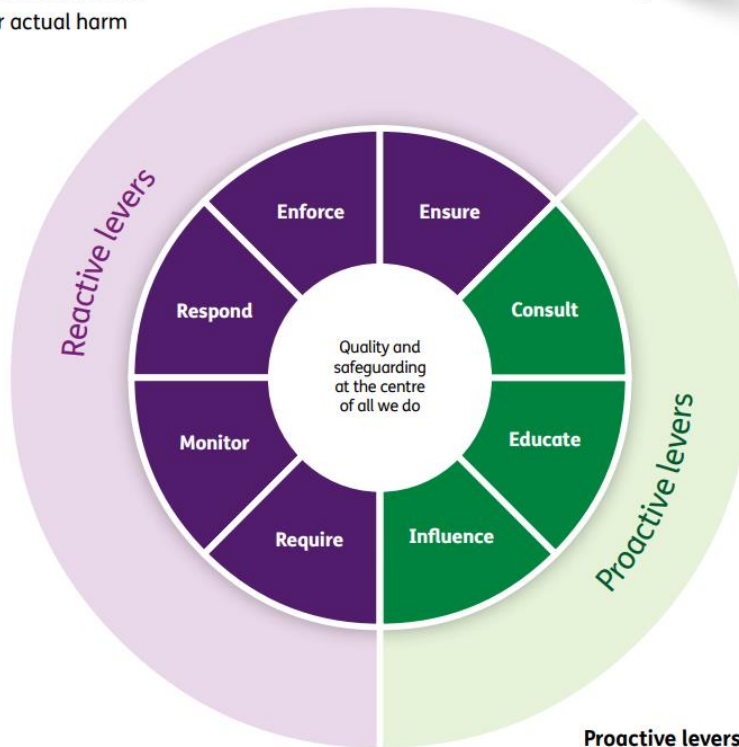 r actual harm
Reactive levers
Enforce
Ensure
Respond
Consult
Quality and
safeguarding
at the centre
of all we do
Monitor
Educate
Require
Influence
Proactive levers
Proactive levers